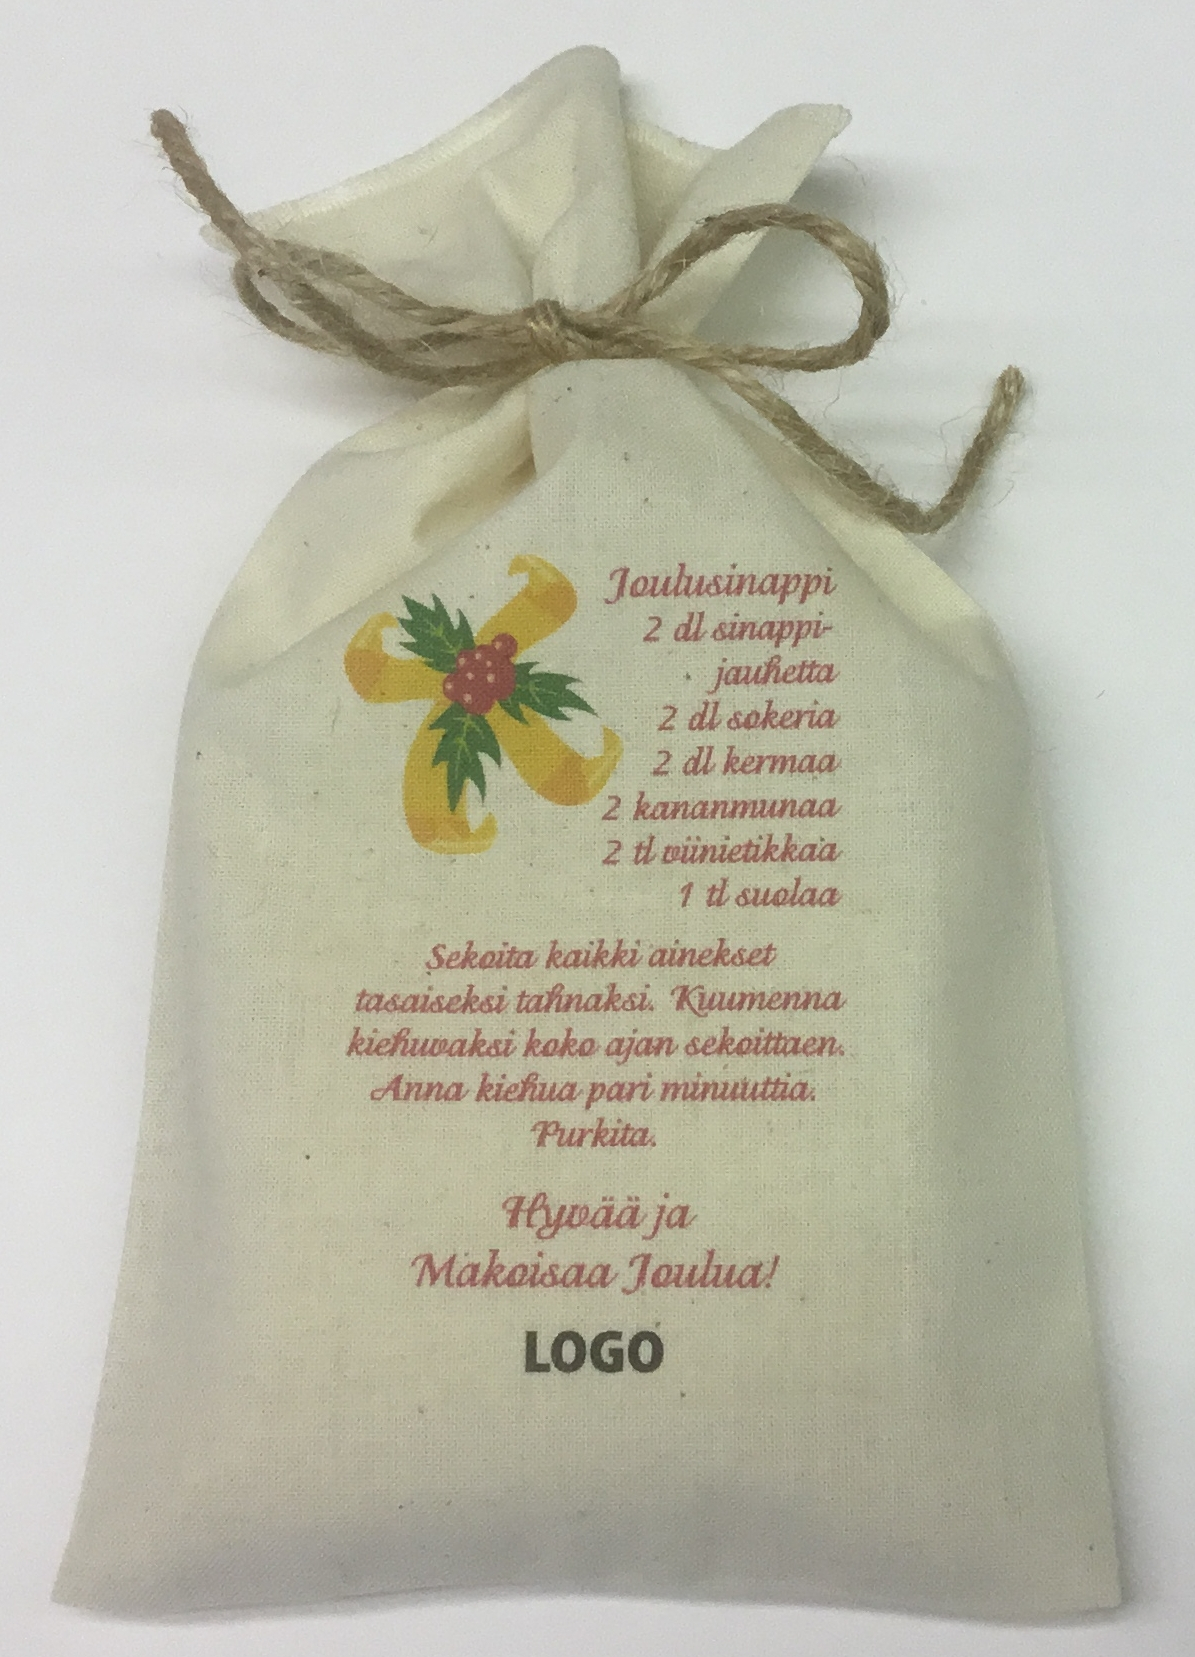 Joulusinappi
2 dl sinappi-
jauhetta
2 dl sokeria
2 dl kermaa
2 kananmunaa
2 tl viinietikkaa
1 tl suolaa
Sekoita kaikki ainekset
tasaiseksi tahnaksi. Kuumenna
kiehuvaksi koko ajan sekoittaen.
Anna kiehua pari minuuttia.
Purkita.
Hyvää ja
Makoisaa Joulua!
LOGO